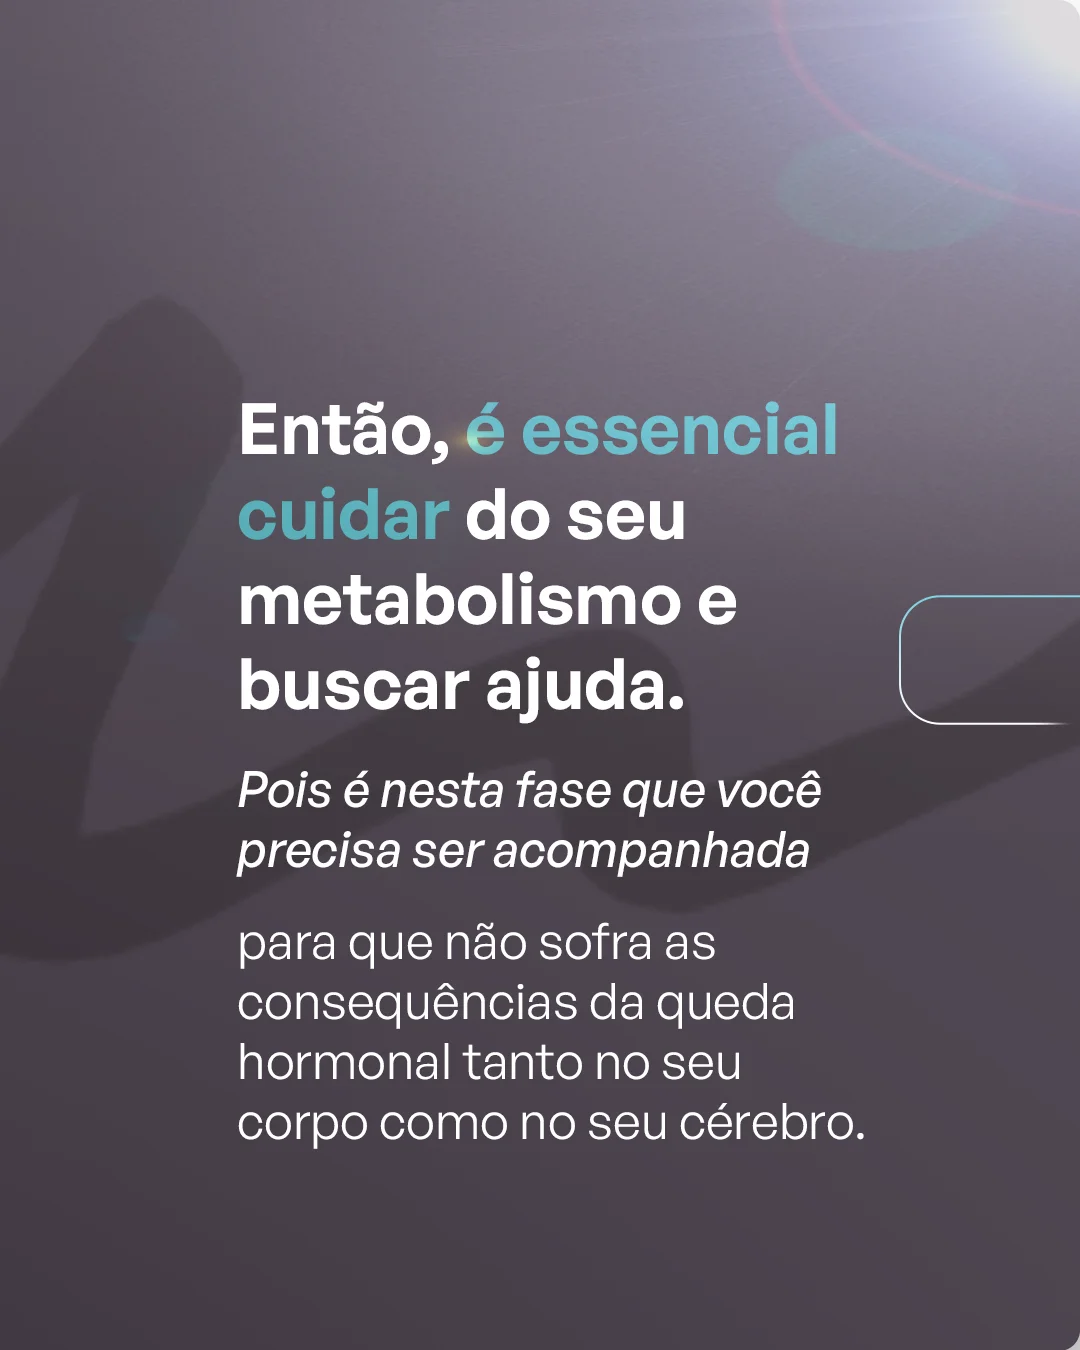 Então, é essencial
cuidar do seu
metabolismo e
buscar ajuda.
Pois é nesta fase que você
precisa ser acompanhada
para que não sofra as
consequências da queda
hormonal tanto no seu
corpo como no seu cérebro.